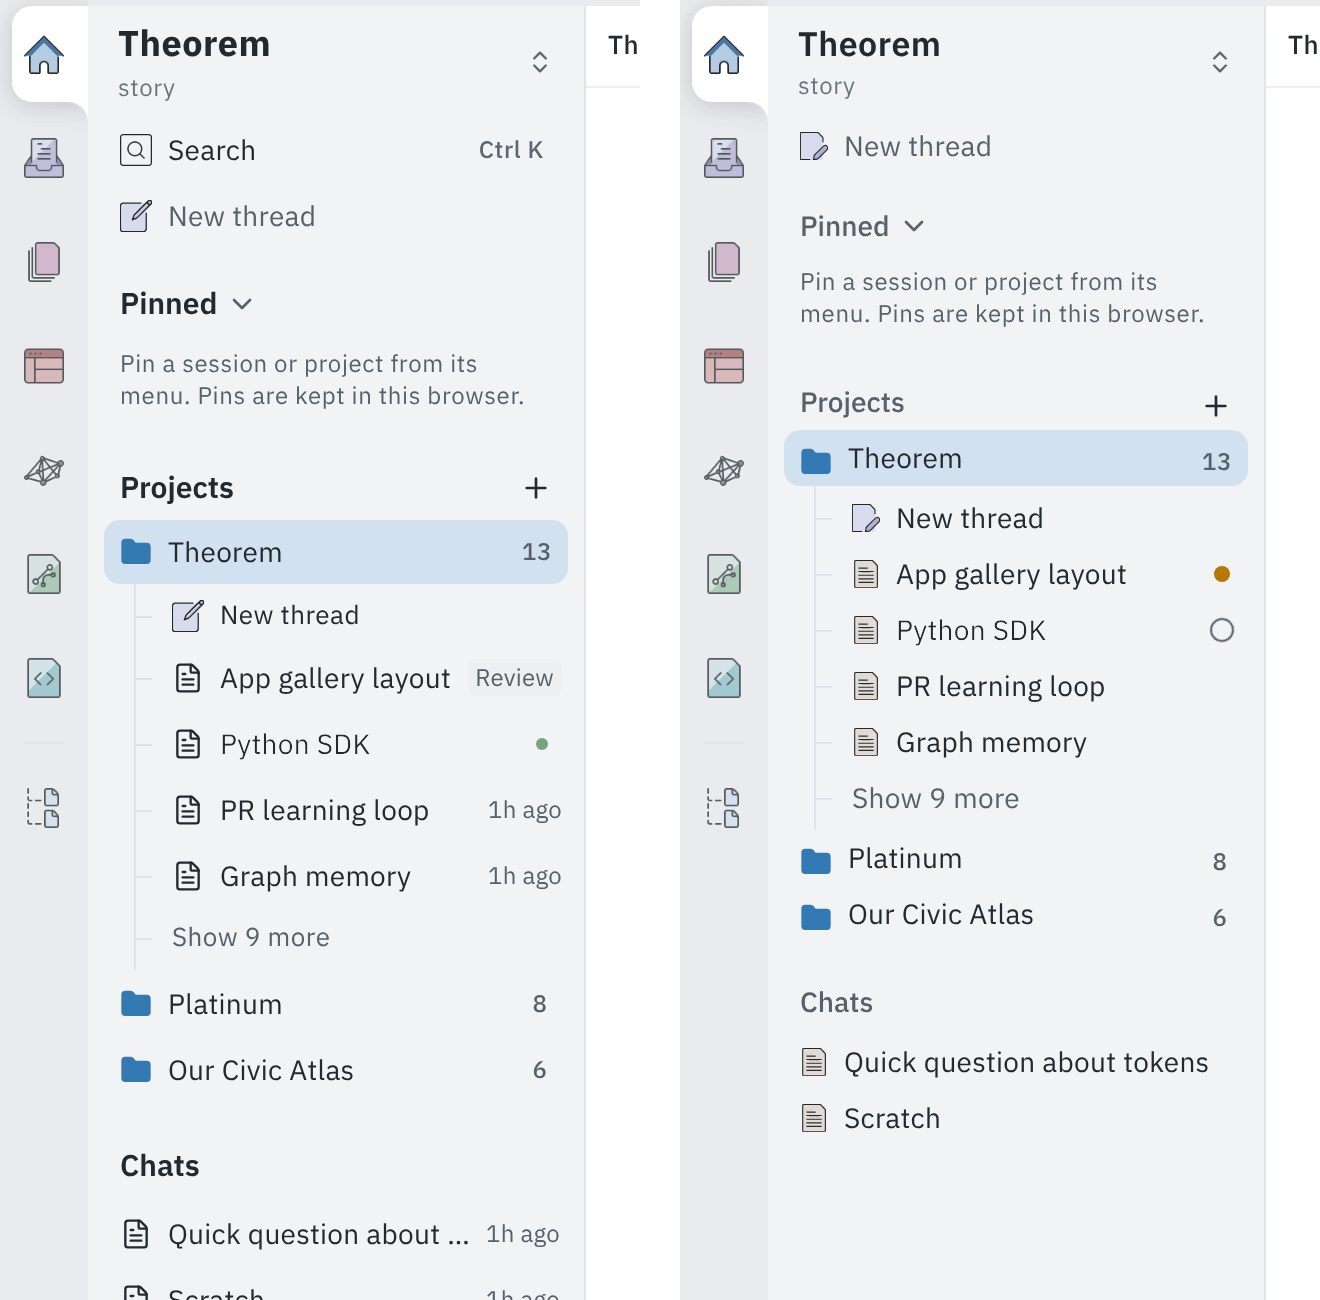 Theorem
story
Search Ctrl K
New thread
Pinned
Pin a session or project from its
menu. Pins are kept in this browser.
Projects
Theorem 13
New thread
App gallery layout Review
Python SDK
PR learning loop 1h ago
Graph memory 1h ago
Show 9 more
Platinum 8
Our Civic Atlas 6
Chats
Quick question about ... 1h ago
Scratch 1h ago
Th
Theorem
story
New thread
Pinned
Pin a session or project from its
menu. Pins are kept in this browser.
Projects
Theorem 13
New thread
App gallery layout
Python SDK
PR learning loop
Graph memory
Show 9 more
Platinum 8
Our Civic Atlas 6
Chats
Quick question about tokens
Scratch
Th